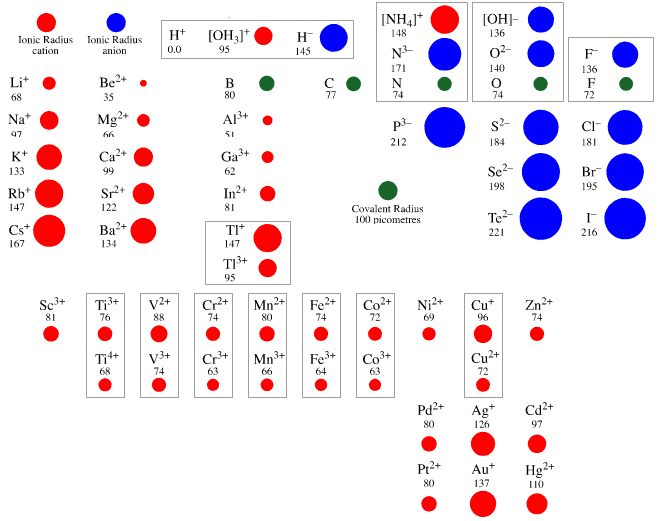 Ionic Radius
cation
Ionic Radius
anion
H⁺
0.0
[OH₃]⁺
95
H⁻
145
[NH₄]⁺
148
[OH]₋
136
N³⁻
171
O²⁻
140
F⁻
136
Li⁺
68
Be²⁺
35
B
80
C
77
N
74
O
74
F
72
Na⁺
97
Mg²⁺
66
Al³⁺
51
P³⁻
212
S²⁻
184
Cl⁻
181
K⁺
133
Ca²⁺
99
Ga³⁺
62
Se²⁻
198
Br⁻
195
Rb⁺
147
Sr²⁺
122
In²⁺
81
Covalent Radius
100 picometres
Cs⁺
167
Ba²⁺
134
Tl⁺
147
Te²⁻
221
I⁻
216
Tl³⁺
95
Sc³⁺
81
Ti³⁺
76
V²⁺
88
Cr²⁺
74
Mn²⁺
80
Fe²⁺
74
Co²⁺
72
Ni²⁺
69
Cu⁺
96
Zn²⁺
74
Ti⁴⁺
68
V³⁺
74
Cr³⁺
63
Mn³⁺
66
Fe³⁺
64
Co³⁺
63
Cu²⁺
72
Pd²⁺
80
Ag⁺
126
Cd²⁺
97
Pt²⁺
80
Au⁺
137
Hg²⁺
110